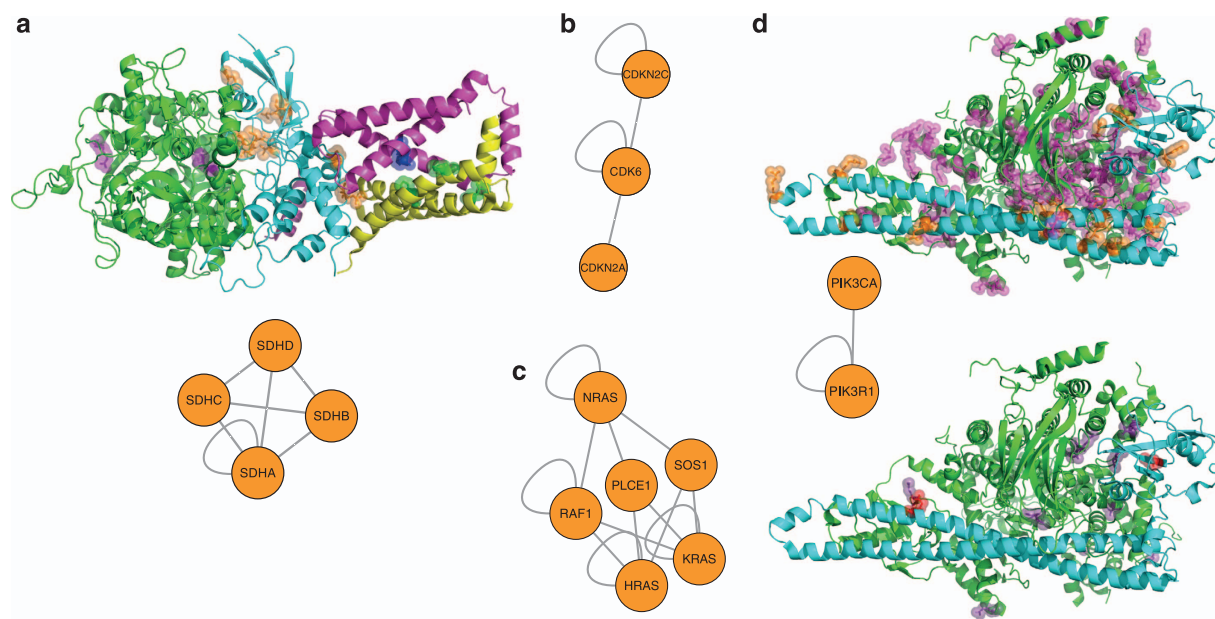 a
SDHD
SDHC
SDHB
SDHA
b
CDKN2C
CDK6
CDKN2A
c
NRAS
SOS1
PLCE1
RAF1
KRAS
HRAS
d
PIK3CA
PIK3R1